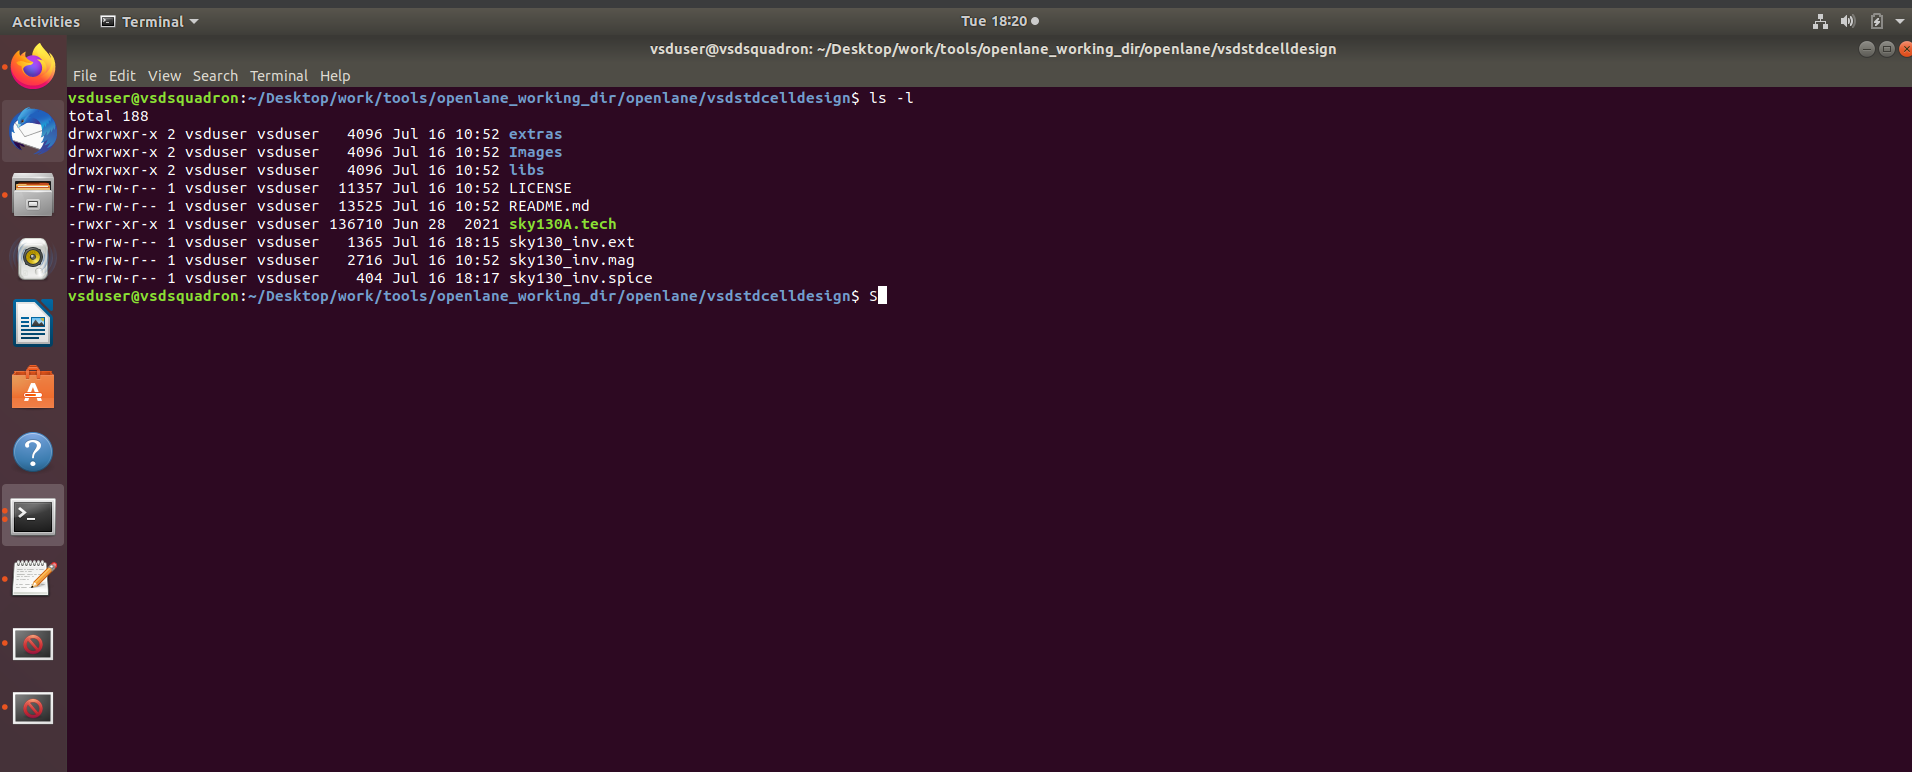 Activities Terminal Tue 18:20
vsduser@vsdsquadron: ~/Desktop/work/tools/openlane_working_dir/openlane/vsdstdcelldesign
File Edit View Search Terminal Help
vsduser@vsdsquadron:~/Desktop/work/tools/openlane_working_dir/openlane/vsdstdcelldesign$ ls -l
total 188
drwxrwxr-x 2 vsduser vsduser   4096 Jul 16 10:52 extras
drwxrwxr-x 2 vsduser vsduser   4096 Jul 16 10:52 Images
drwxrwxr-x 2 vsduser vsduser   4096 Jul 16 10:52 libs
-rw-rw-r-- 1 vsduser vsduser  11357 Jul 16 10:52 LICENSE
-rw-rw-r-- 1 vsduser vsduser  13525 Jul 16 10:52 README.md
-rwxr-xr-x 1 vsduser vsduser 136710 Jun 28  2021 sky130A.tech
-rw-rw-r-- 1 vsduser vsduser   1365 Jul 16 18:15 sky130_inv.ext
-rw-rw-r-- 1 vsduser vsduser   2716 Jul 16 10:52 sky130_inv.mag
-rw-rw-r-- 1 vsduser vsduser    404 Jul 16 18:17 sky130_inv.spice
vsduser@vsdsquadron:~/Desktop/work/tools/openlane_working_dir/openlane/vsdstdcelldesign$ S